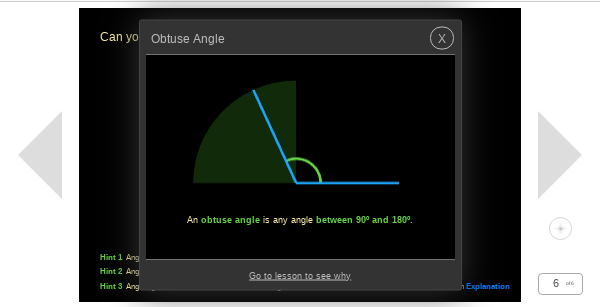 Can yo
Obtuse Angle
X
An obtuse angle is any angle between 90º and 180º.
Hint 1 Ang
Hint 2 Ang
Hint 3 Ang
Explanation
Go to lesson to see why
6 of 6